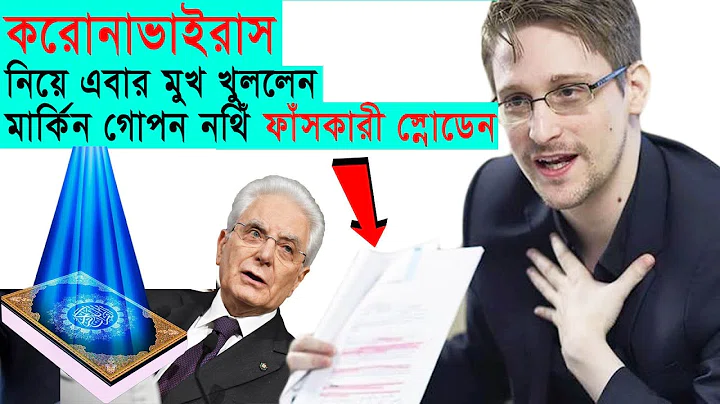 করোনাভাইরাস
নিয়ে এবার মুখ খুললেন
মার্কিন গোপন নথি ফাঁসকারী স্নোডেন